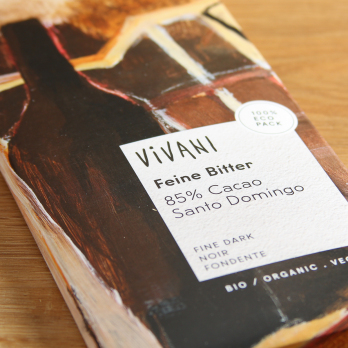 100%
ECO
PACK
ViVANI
Feine Bitter
85% Cacao
Santo Domingo
FINE DARK
NOIR
FONDENTE
BIO / ORGANIC .